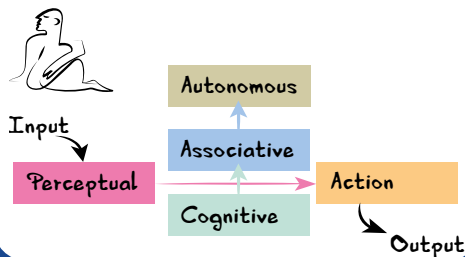 Autonomous
Input
Associative
Perceptual
Action
Cognitive
Output